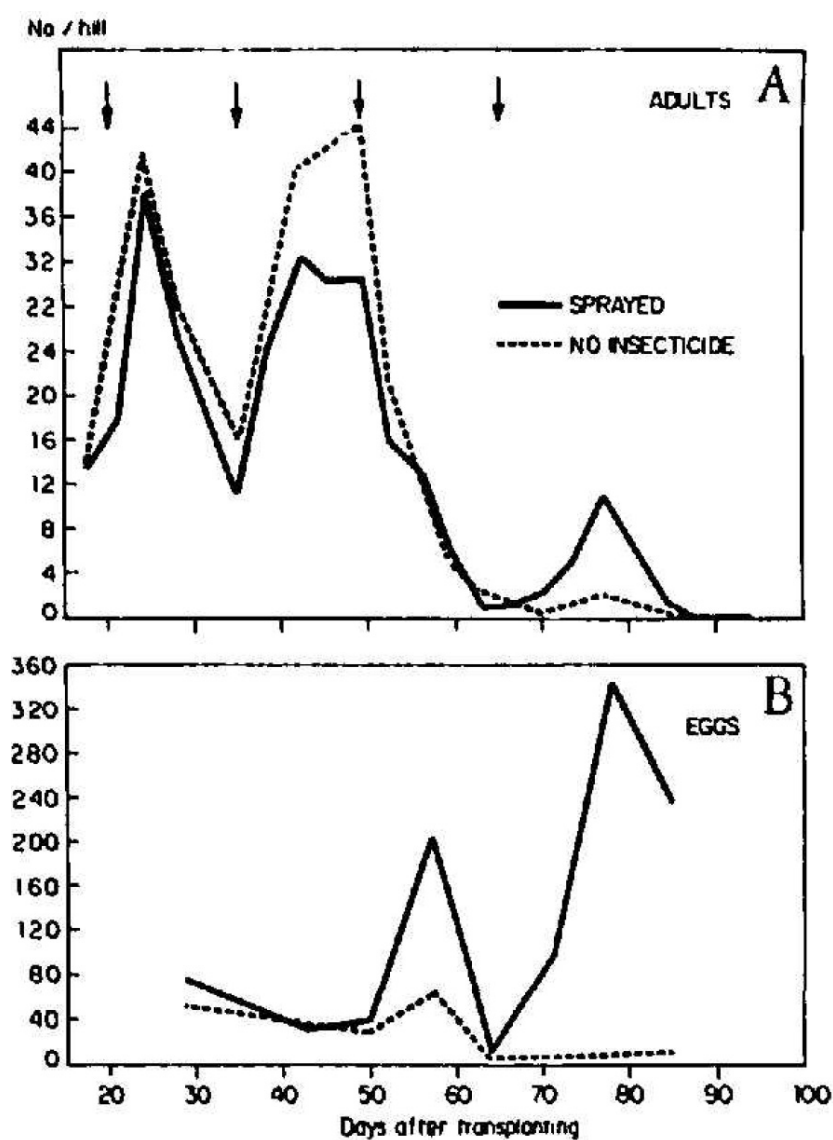 No / hill
A
ADULTS
44
40
36
32
22
24
20
16
12
8
4
0
SPRAYED
NO INSECTICIDE
B
EGGS
360
320
280
240
200
160
120
80
40
0
20 30 40 50 60 70 80 90 100
Days after transplanting